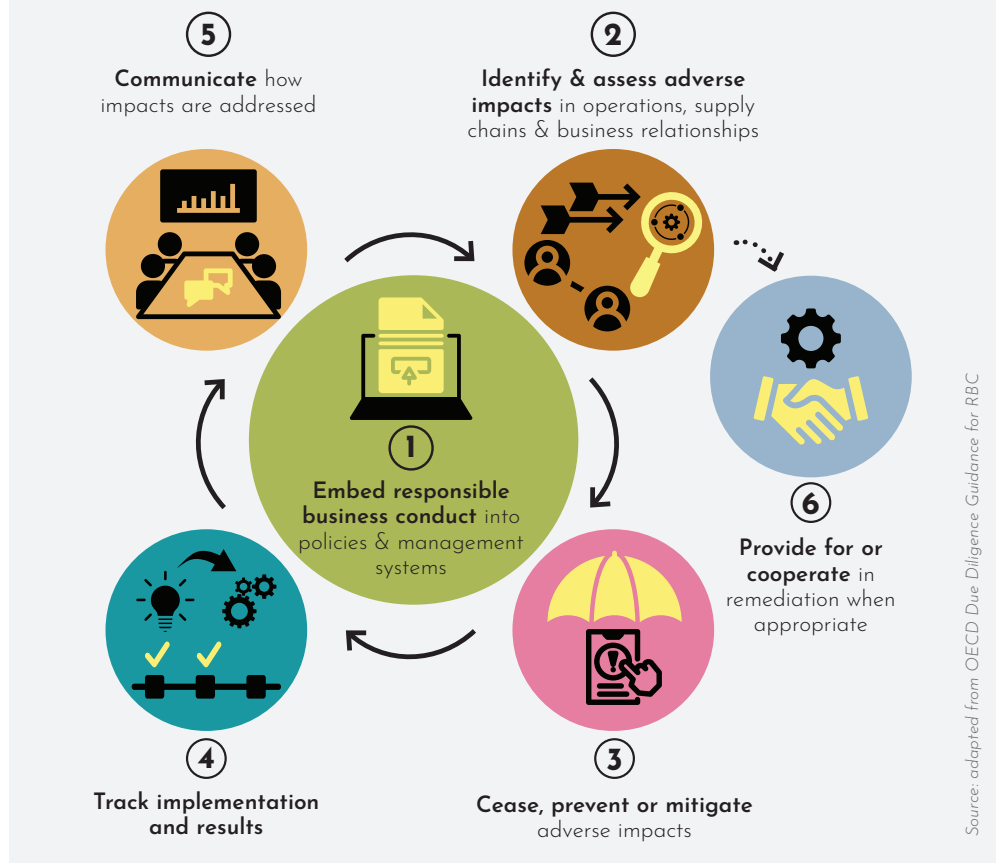 5
Communicate how
impacts are addressed
2
Identify & assess adverse
impacts in operations, supply
chains & business relationships
1
Embed responsible
business conduct into
policies & management
systems
6
Provide for or
cooperate in
remediation when
appropriate
4
Track implementation
and results
3
Cease, prevent or mitigate
adverse impacts
Source: adapted from OECD Due Diligence Guidance for RBC